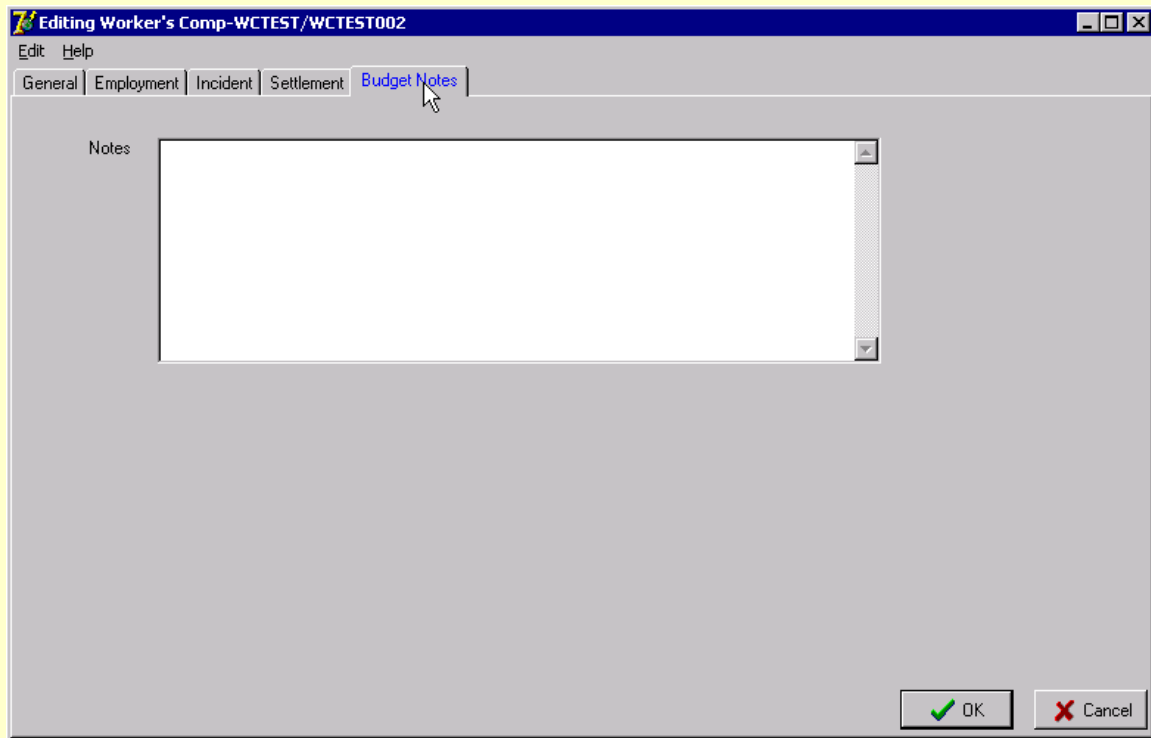 Editing Worker's Comp-WCTEST/WCTEST002
Edit Help
General Employment Incident Settlement Budget Notes
Notes
OK Cancel